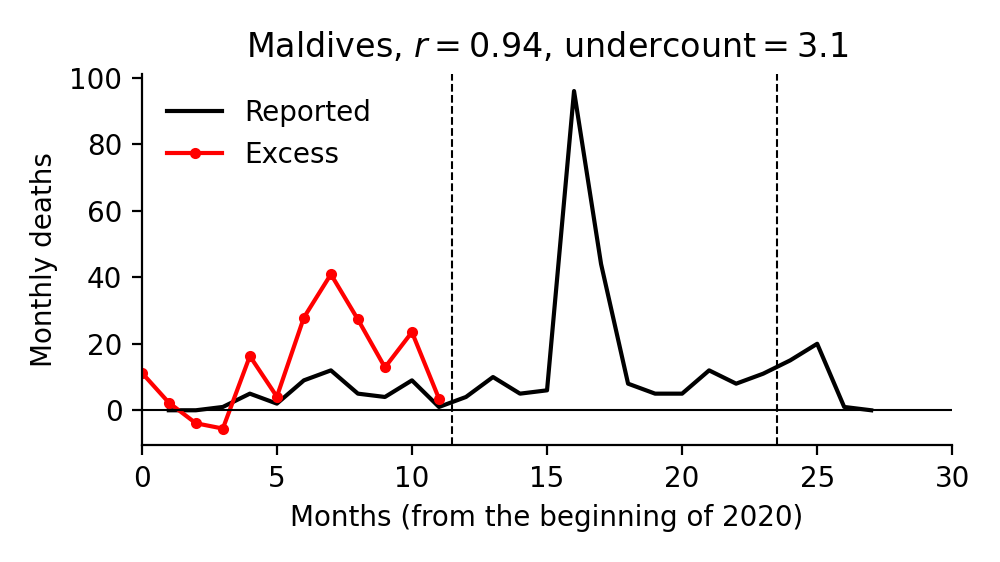 Maldives, r = 0.94, undercount = 3.1
100
80
60
40
20
0
Monthly deaths
Reported
Excess
0 5 10 15 20 25 30
Months (from the beginning of 2020)